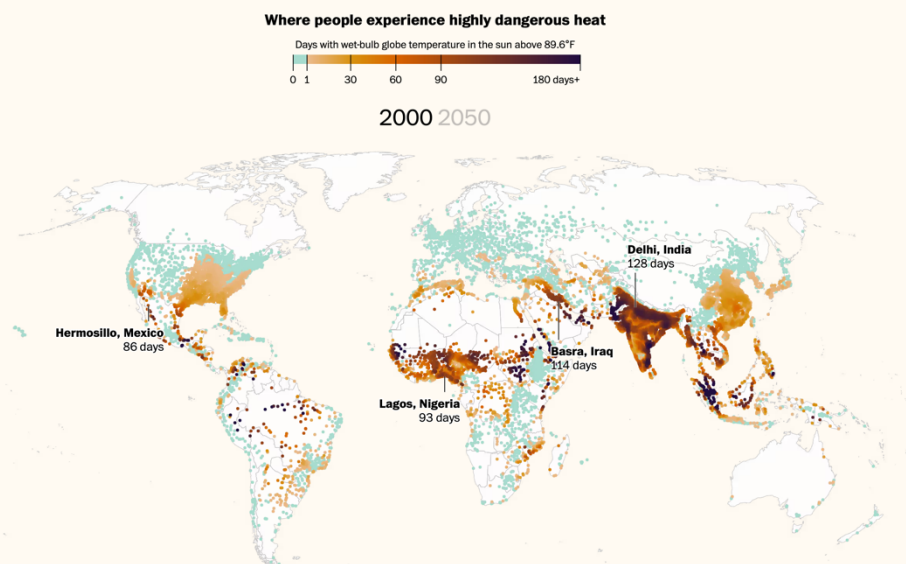 Where people experience highly dangerous heat
Days with wet-bulb globe temperature in the sun above 89.6°F
0 1 30 60 90 180 days+
2000 2050
Delhi, India
128 days
Hermosillo, Mexico
86 days
Basra, Iraq
114 days
Lagos, Nigeria
93 days